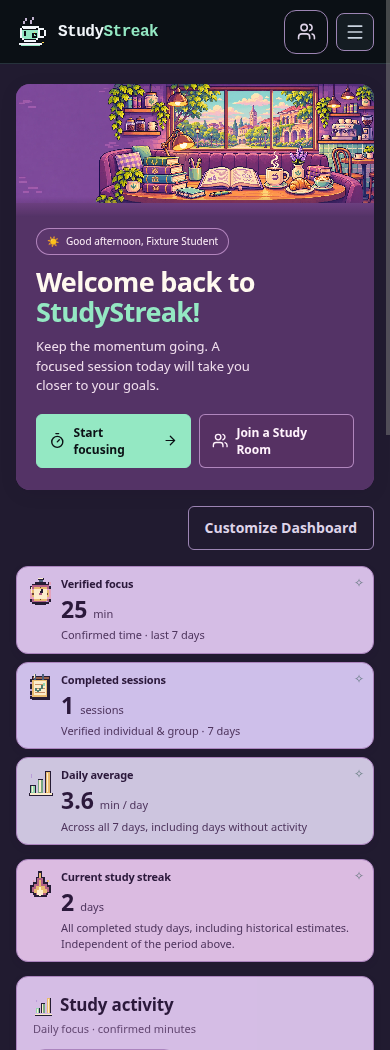 StudyStreak
Good afternoon, Fixture Student
Welcome back to
StudyStreak!
Keep the momentum going. A
focused session today will take you
closer to your goals.
Start
focusing
Join a Study
Room
Customize Dashboard
Verified focus
25 min
Confirmed time · last 7 days
Completed sessions
1 sessions
Verified individual & group · 7 days
Daily average
3.6 min / day
Across all 7 days, including days without activity
Current study streak
2 days
All completed study days, including historical estimates.
Independent of the period above.
Study activity
Daily focus · confirmed minutes